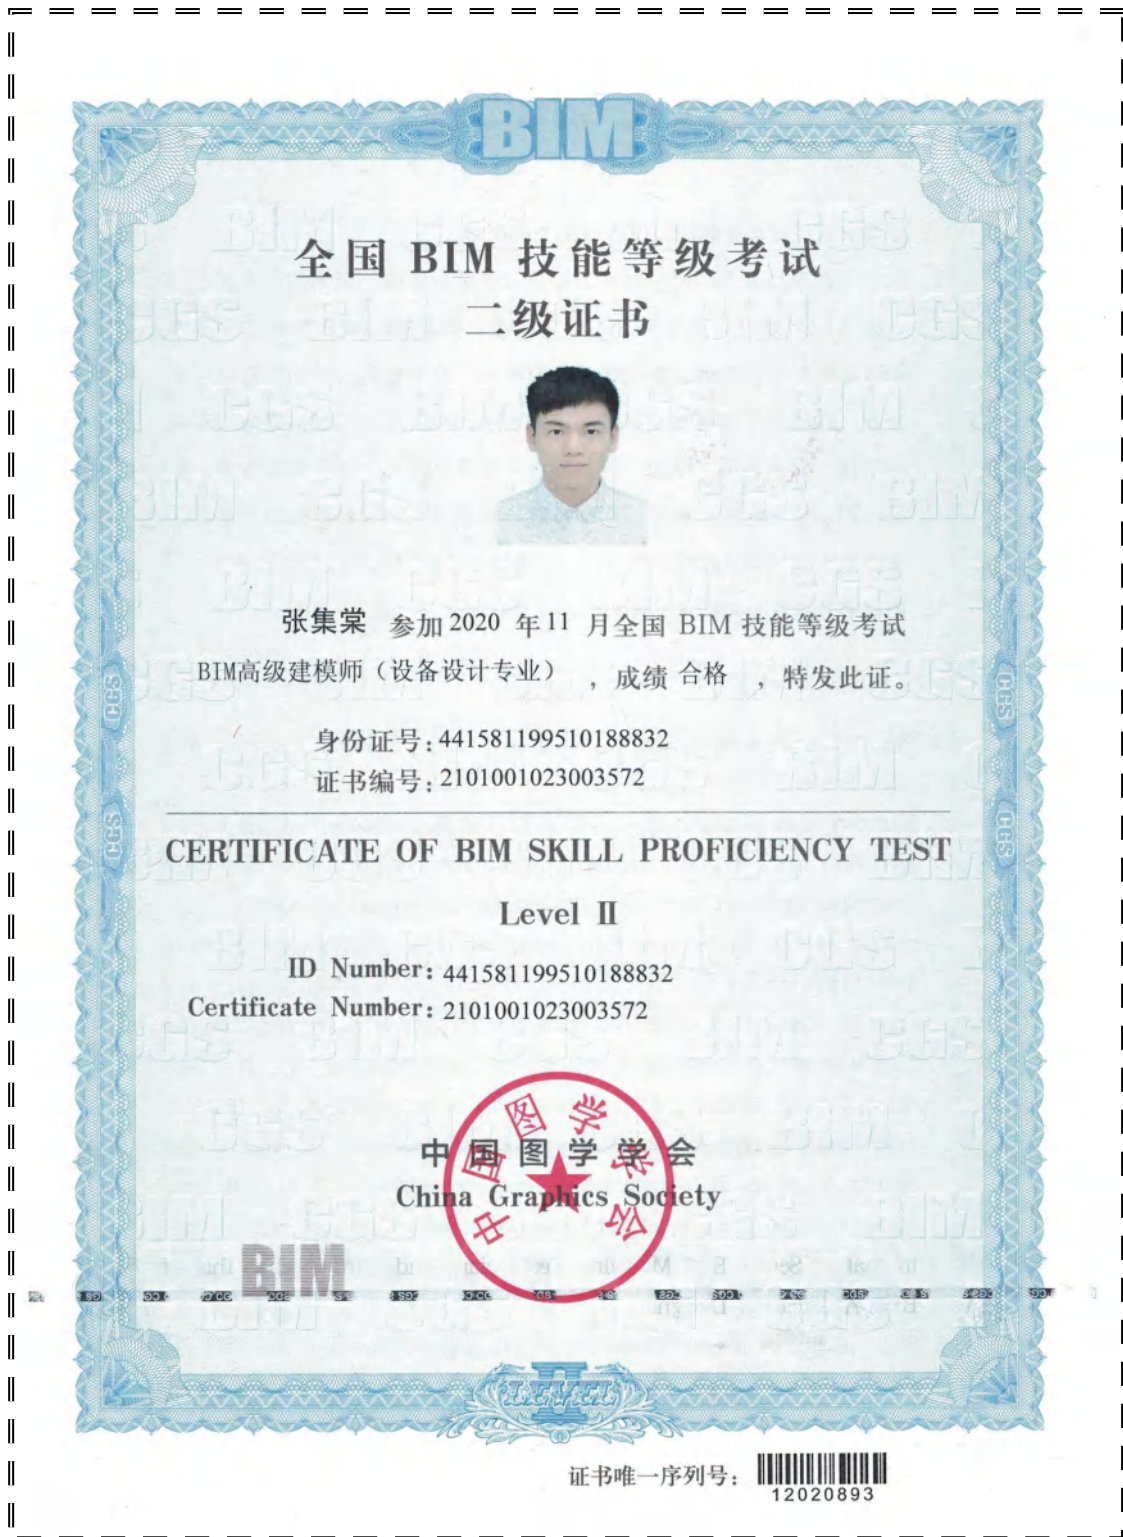 BIM
全国 BIM 技能等级考试
二级证书
张集棠 参加 2020 年 11 月全国 BIM 技能等级考试
BIM高级建模师（设备设计专业） ，成绩 合格 ，特发此证。
身份证号：441581199510188832
证书编号：2101001023003572
CERTIFICATE OF BIM SKILL PROFICIENCY TEST
Level Ⅱ
ID Number: 441581199510188832
Certificate Number: 2101001023003572
中国图学学会
中国图学学会
China Graphics Society
BIM
CGS
CGS
CGS
CGS
LEVEL
Ⅱ
证书唯一序列号：
12020893